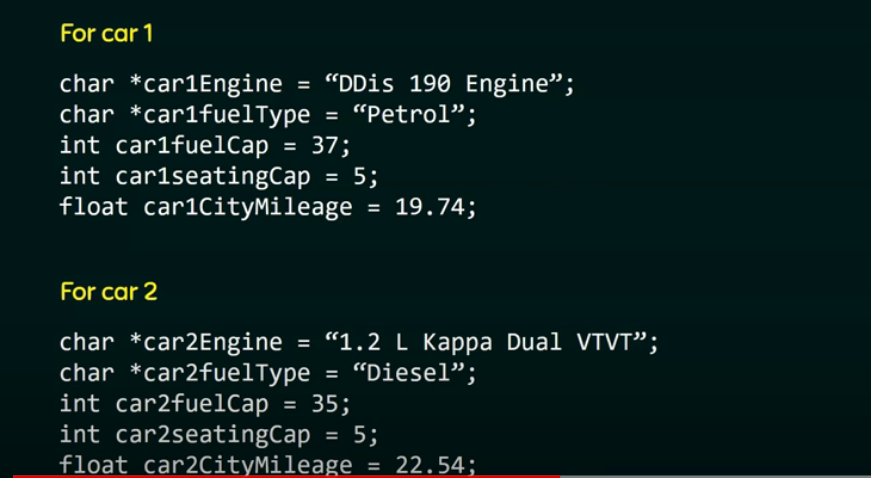 For car 1
char *car1Engine = “DDis 190 Engine”;
char *car1fuelType = “Petrol”;
int car1fuelCap = 37;
int car1seatingCap = 5;
float car1CityMileage = 19.74;
For car 2
char *car2Engine = “1.2 L Kappa Dual VTVT”;
char *car2fuelType = “Diesel”;
int car2fuelCap = 35;
int car2seatingCap = 5;
float car2CityMileage = 22.54;